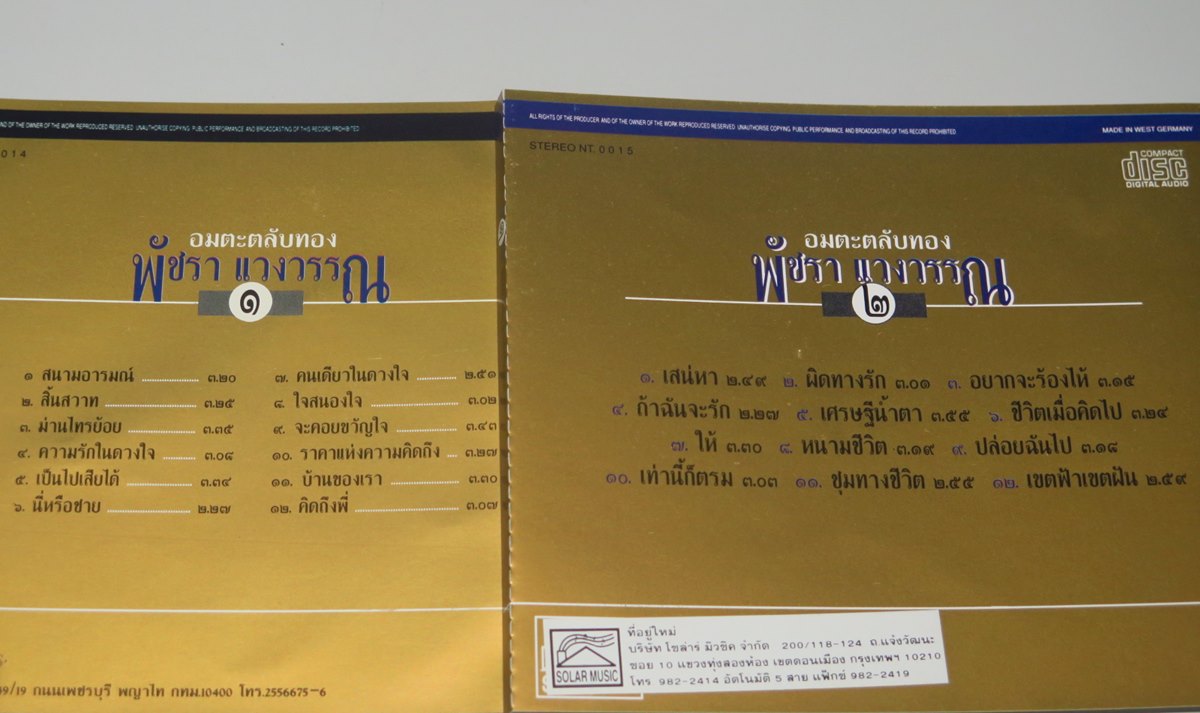 AND OF THE OWNER OF THE WORK REPRODUCED RESERVED. UNAUTHORISE COPYING. PUBLIC PERFORMANCE AND BROADCASTING OF THIS RECORD PROHIBITED
0014
อมตะตลับทอง
พัชรา แวงวรรณ
๑
๑ สนามอารมณ์ ๓.๒๐
๒. สิ้นสวาท ๓.๒๕
๓. ม่านไทรย้อย ๓.๓๕
๔. ความรักในดวงใจ ๓.๐๘
๕. เป็นไปเสียได้ ๓.๓๔
๖. นี่หรือชาย ๒.๒๗
๗. คนเดียวในดวงใจ ๒.๕๑
๘. ใจสนองใจ ๓.๐๒
๙. จะคอยขวัญใจ ๓.๔๓
๑๐. ราคาแห่งความคิดถึง ๓.๒๗
๑๑. บ้านของเรา ๓.๓๐
๑๒. คิดถึงพี่ ๓.๐๗
39/19 ถนนเพชรบุรี พญาไท กทม.10400 โทร.2556675-6
ALL RIGHTS OF THE PRODUCER AND OF THE OWNER OF THE WORK REPRODUCED RESERVED. UNAUTHORISE COPYING. PUBLIC PERFORMANCE AND BROADCASTING OF THIS RECORD PROHIBITED
MADE IN WEST GERMANY
STEREO NT. 0015
COMPACT
disc
DIGITAL AUDIO
อมตะตลับทอง
พัชรา แวงวรรณ
๒
๑. เสน่หา ๒.๔๙ ๒. ผิดทางรัก ๓.๐๑ ๓. อยากจะร้องไห้ ๓.๑๕
๔. ถ้าฉันจะรัก ๒.๒๗ ๕. เศรษฐีน้ำตา ๓.๕๕ ๖. ชีวิตเมื่อคิดไป ๓.๒๔
๗. ให้ ๓.๓๐ ๘. หนามชีวิต ๓.๑๙ ๙. ปล่อยฉันไป ๓.๑๘
๑๐. เท่านี้ก็ตรม ๓.๐๓ ๑๑. ชุมทางชีวิต ๒.๕๕ ๑๒. เขตฟ้าเขตฝัน ๒.๕๙
SOLAR MUSIC
ที่อยู่ใหม่
บริษัท โซล่าร์ มิวซิค จำกัด 200/118-124 ถ.แจ้งวัฒนะ
ซอย 10 แขวงทุ่งสองห้อง เขตดอนเมือง กรุงเทพฯ 10210
โทร. 982-2414 อัตโนมัติ 5 สาย แฟ็กซ์ 982-2419